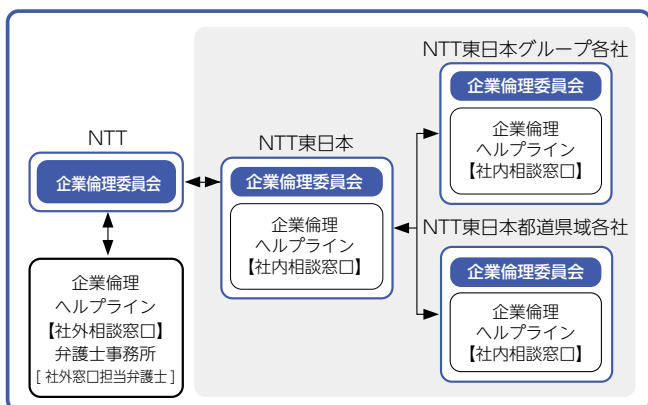 NTT
企業倫理委員会
企業倫理
ヘルプライン
【社外相談窓口】
弁護士事務所
[ 社外窓口担当弁護士 ]
NTT東日本
企業倫理委員会
企業倫理
ヘルプライン
【社内相談窓口】
NTT東日本グループ各社
企業倫理委員会
企業倫理
ヘルプライン
【社内相談窓口】
NTT東日本都道県域各社
企業倫理委員会
企業倫理
ヘルプライン
【社内相談窓口】